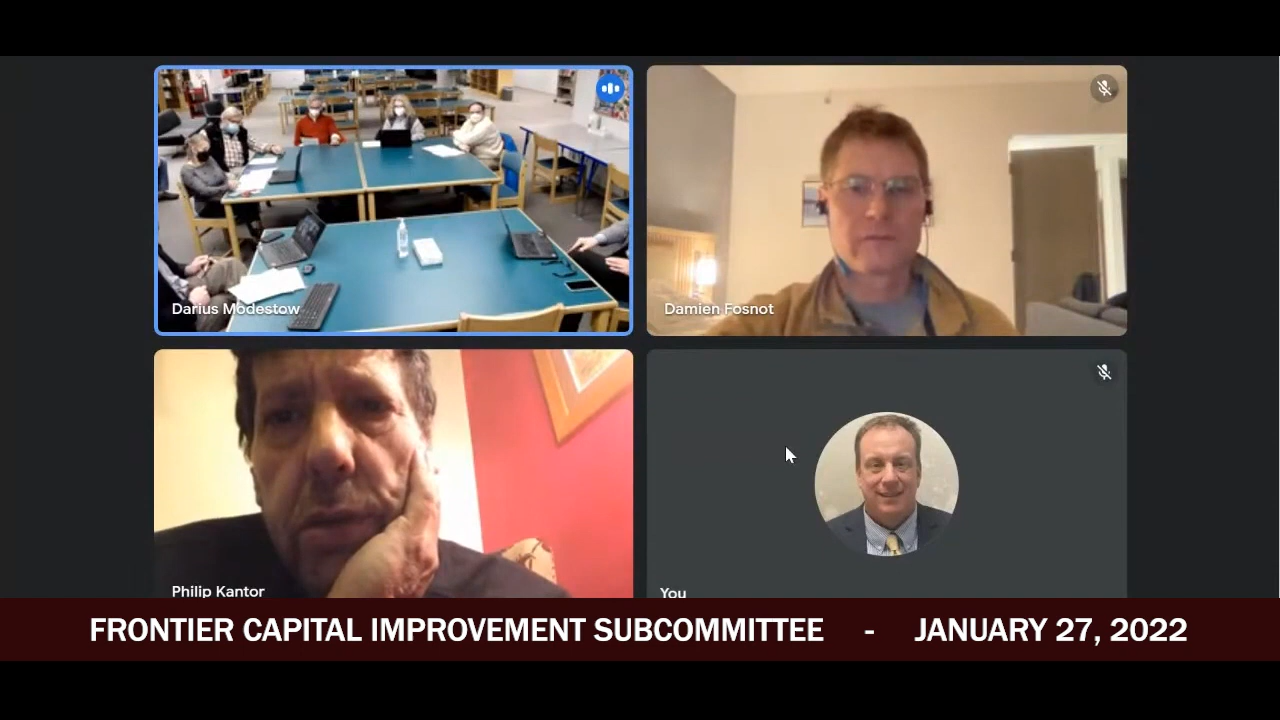 Darius Modestow
Damien Fosnot
Philip Kantor
You
FRONTIER CAPITAL IMPROVEMENT SUBCOMMITTEE - JANUARY 27, 2022